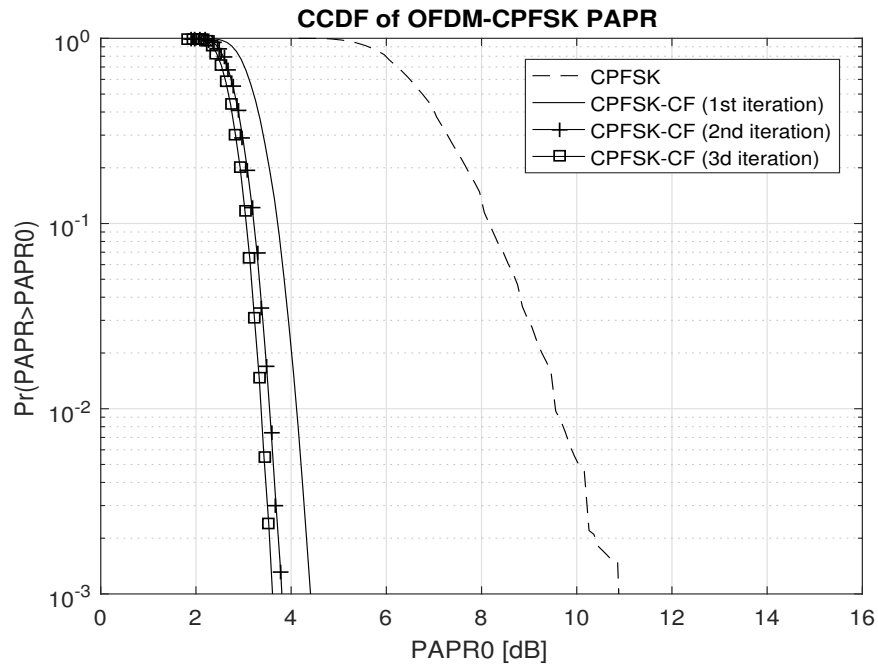 CCDF of OFDM-CPFSK PAPR
CPFSK
CPFSK-CF (1st iteration)
CPFSK-CF (2nd iteration)
CPFSK-CF (3d iteration)
Pr(PAPR>PAPR0)
10^0
10^-1
10^-2
10^-3
0 2 4 6 8 10 12 14 16
PAPR0 [dB]